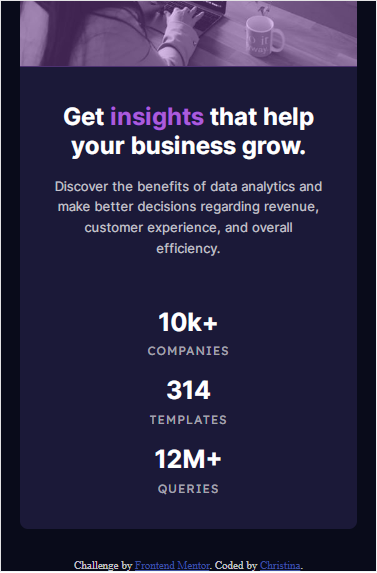 Get insights that help
your business grow.
Discover the benefits of data analytics and
make better decisions regarding revenue,
customer experience, and overall
efficiency.
10k+
COMPANIES
314
TEMPLATES
12M+
QUERIES
Challenge by Frontend Mentor. Coded by Christina.